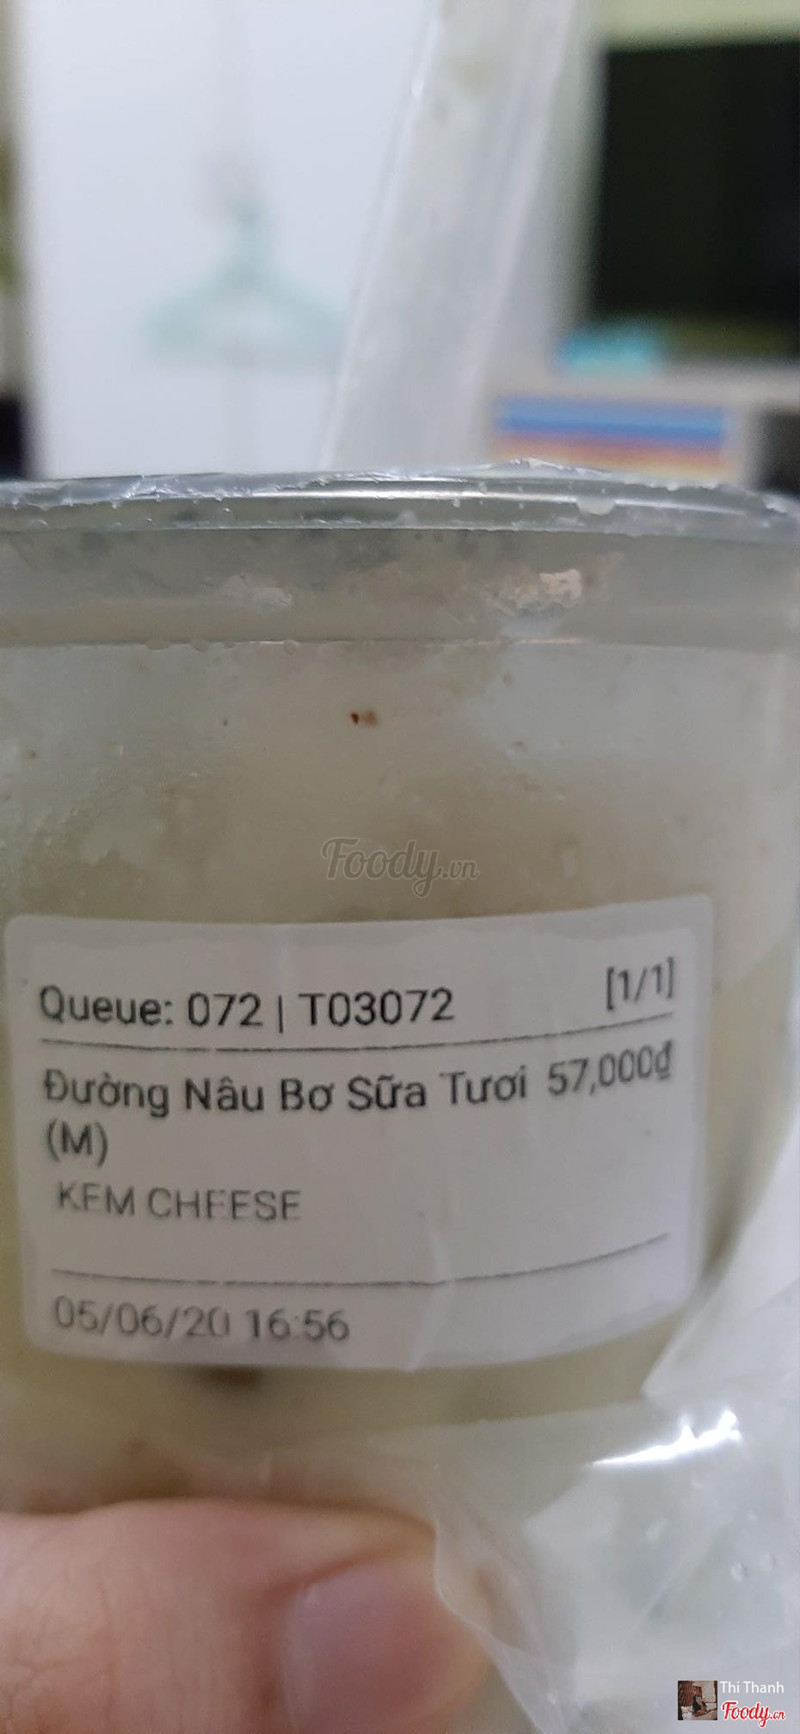 Foody.vn
Queue: 072 | T03072 [1/1]
Đường Nâu Bơ Sữa Tươi 57,000₫
(M)
KEM CHEESE
05/06/20 16:56
Thi Thanh
Foody.vn